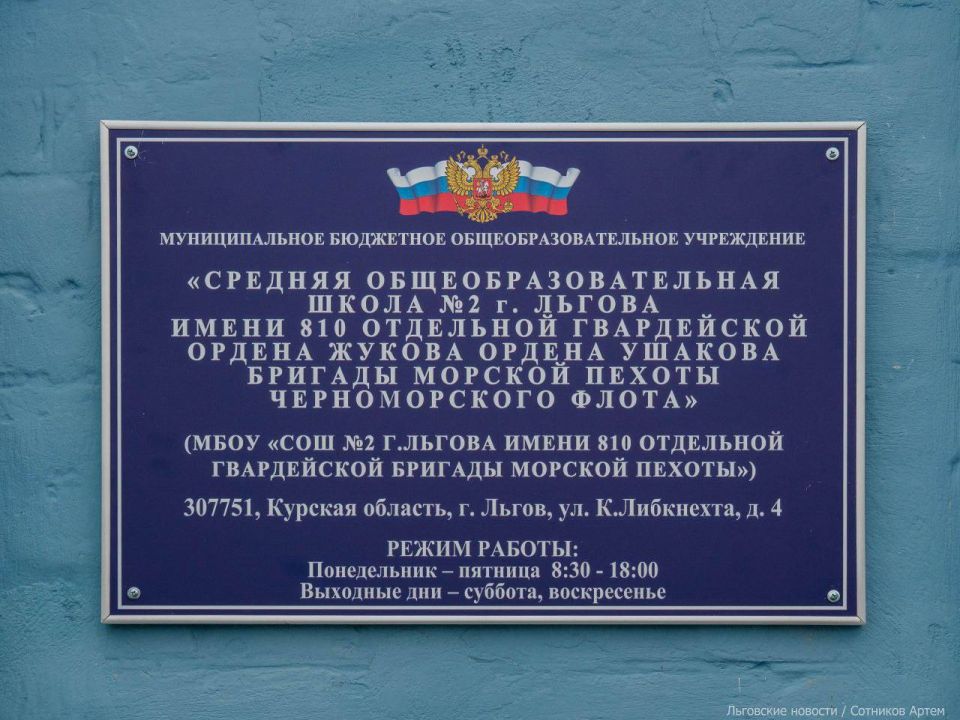 МУНИЦИПАЛЬНОЕ БЮДЖЕТНОЕ ОБЩЕОБРАЗОВАТЕЛЬНОЕ УЧРЕЖДЕНИЕ
«СРЕДНЯЯ ОБЩЕОБРАЗОВАТЕЛЬНАЯ
ШКОЛА №2 г. ЛЬГОВА
ИМЕНИ 810 ОТДЕЛЬНОЙ ГВАРДЕЙСКОЙ
ОРДЕНА ЖУКОВА ОРДЕНА УШАКОВА
БРИГАДЫ МОРСКОЙ ПЕХОТЫ
ЧЕРНОМОРСКОГО ФЛОТА»
(МБОУ «СОШ №2 Г.ЛЬГОВА ИМЕНИ 810 ОТДЕЛЬНОЙ
ГВАРДЕЙСКОЙ БРИГАДЫ МОРСКОЙ ПЕХОТЫ»)
307751, Курская область, г. Льгов, ул. К.Либкнехта, д. 4
РЕЖИМ РАБОТЫ:
Понедельник – пятница 8:30 - 18:00
Выходные дни – суббота, воскресенье
Льговские новости / Сотников Артем